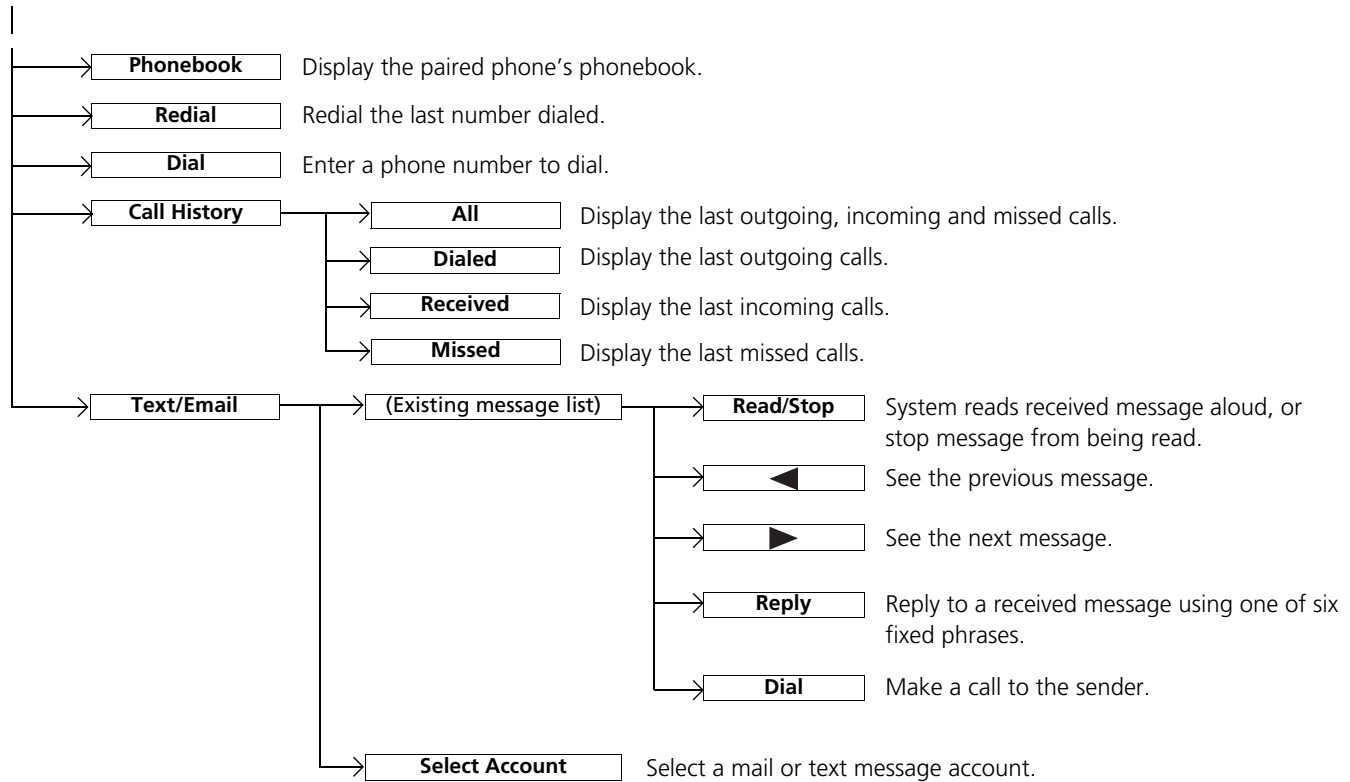 Phonebook Display the paired phone’s phonebook.
Redial Redial the last number dialed.
Dial Enter a phone number to dial.
Call History All Display the last outgoing, incoming and missed calls.
Dialed Display the last outgoing calls.
Received Display the last incoming calls.
Missed Display the last missed calls.
Text/Email (Existing message list) Read/Stop System reads received message aloud, or
stop message from being read.
◀ See the previous message.
▶ See the next message.
Reply Reply to a received message using one of six
fixed phrases.
Dial Make a call to the sender.
Select Account Select a mail or text message account.